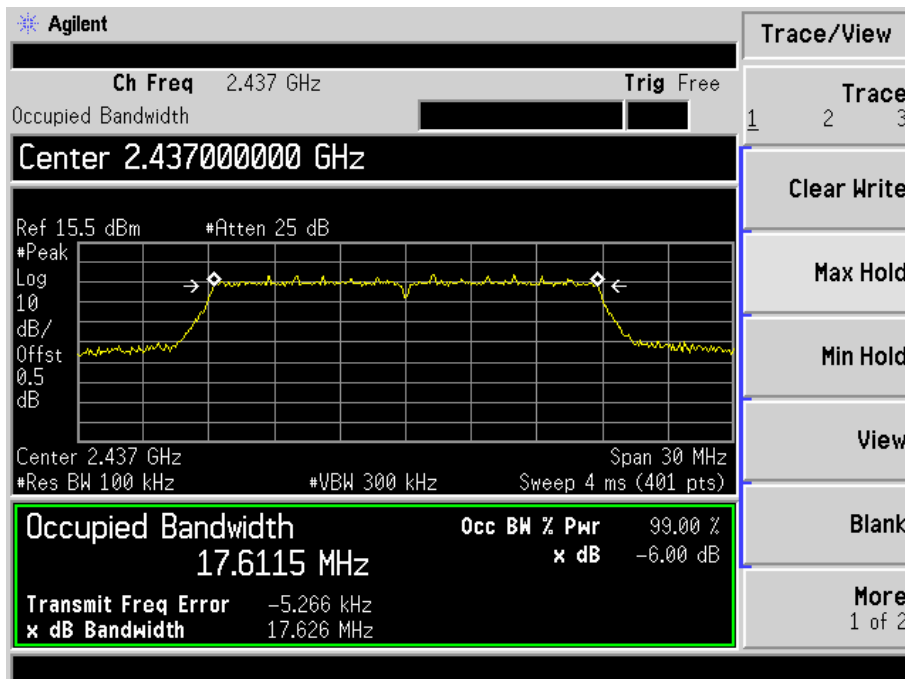 Agilent
Ch Freq 2.437 GHz Trig Free
Occupied Bandwidth
Center 2.437000000 GHz
Ref 15.5 dBm #Atten 25 dB
#Peak
Log
10
dB/
Offst
0.5
dB
Center 2.437 GHz Span 30 MHz
#Res BW 100 kHz #VBW 300 kHz Sweep 4 ms (401 pts)
Occupied Bandwidth Occ BW % Pwr 99.00 %
17.6115 MHz x dB -6.00 dB
Transmit Freq Error -5.266 kHz
x dB Bandwidth 17.626 MHz
Trace/View
Trace
1 2 3
Clear Write
Max Hold
Min Hold
View
Blank
More
1 of 2